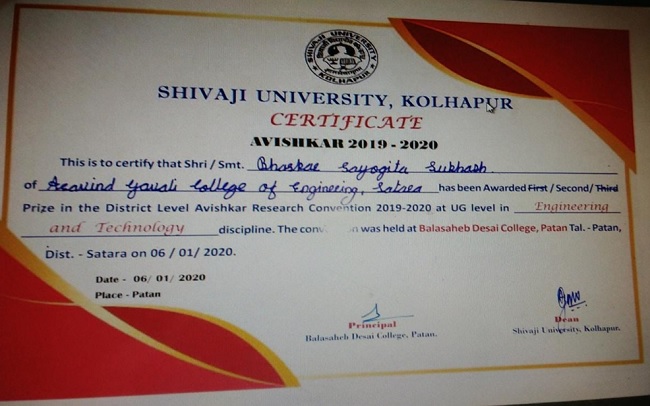 SHIVAJI UNIVERSITY
KOLHAPUR
SHIVAJI UNIVERSITY, KOLHAPUR
CERTIFICATE
AVISHKAR 2019 - 2020
This is to certify that Shri / Smt. Bhaskar Sayogita Subhash.
of Aravind Gavali College of Engineering, Satara has been Awarded First / Second / Third
Prize in the District Level Avishkar Research Convention 2019-2020 at UG level in Engineering
and Technology discipline. The con was held at Balasaheb Desai College, Patan Tal. - Patan,
Dist. - Satara on 06 / 01/ 2020.
Date - 06/ 01/ 2020
Place - Patan
Principal
Balasaheb Desai College, Patan.
Dean
Shivaji University, Kolhapur.